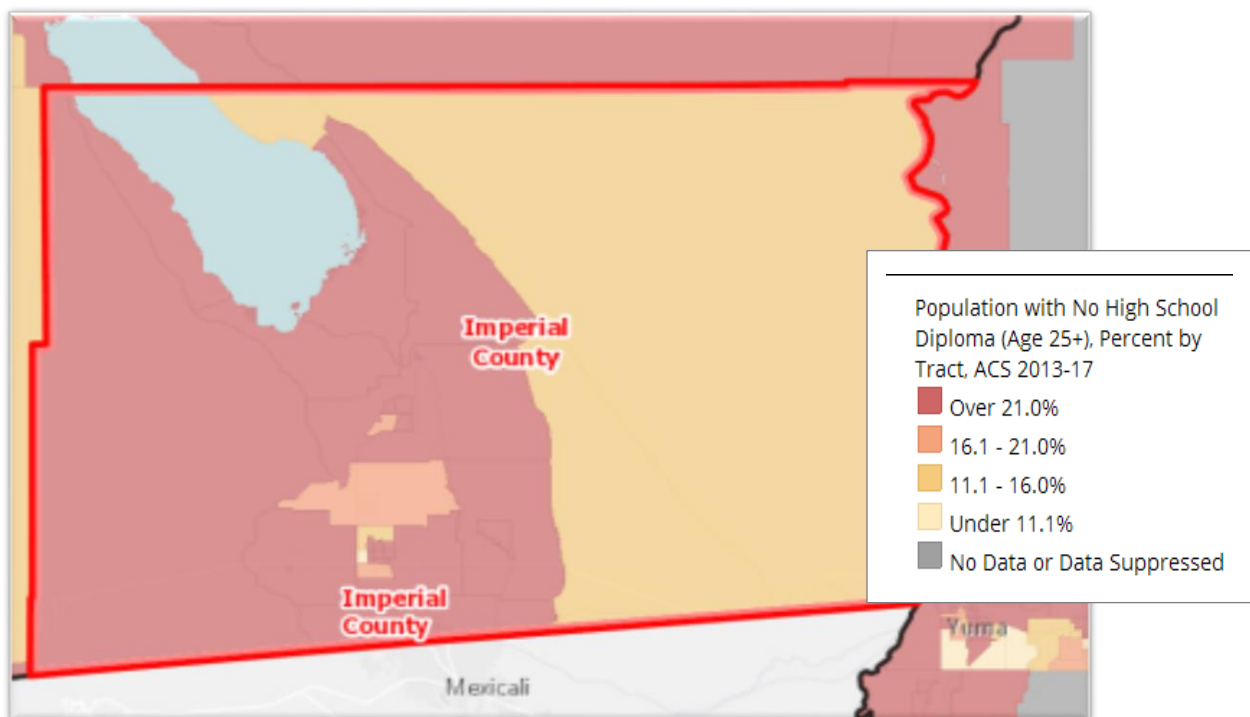 Imperial
County
Population with No High School
Diploma (Age 25+), Percent by
Tract, ACS 2013-17
Over 21.0%
16.1 - 21.0%
11.1 - 16.0%
Under 11.1%
No Data or Data Suppressed
Imperial
County
Yuma
Mexicali